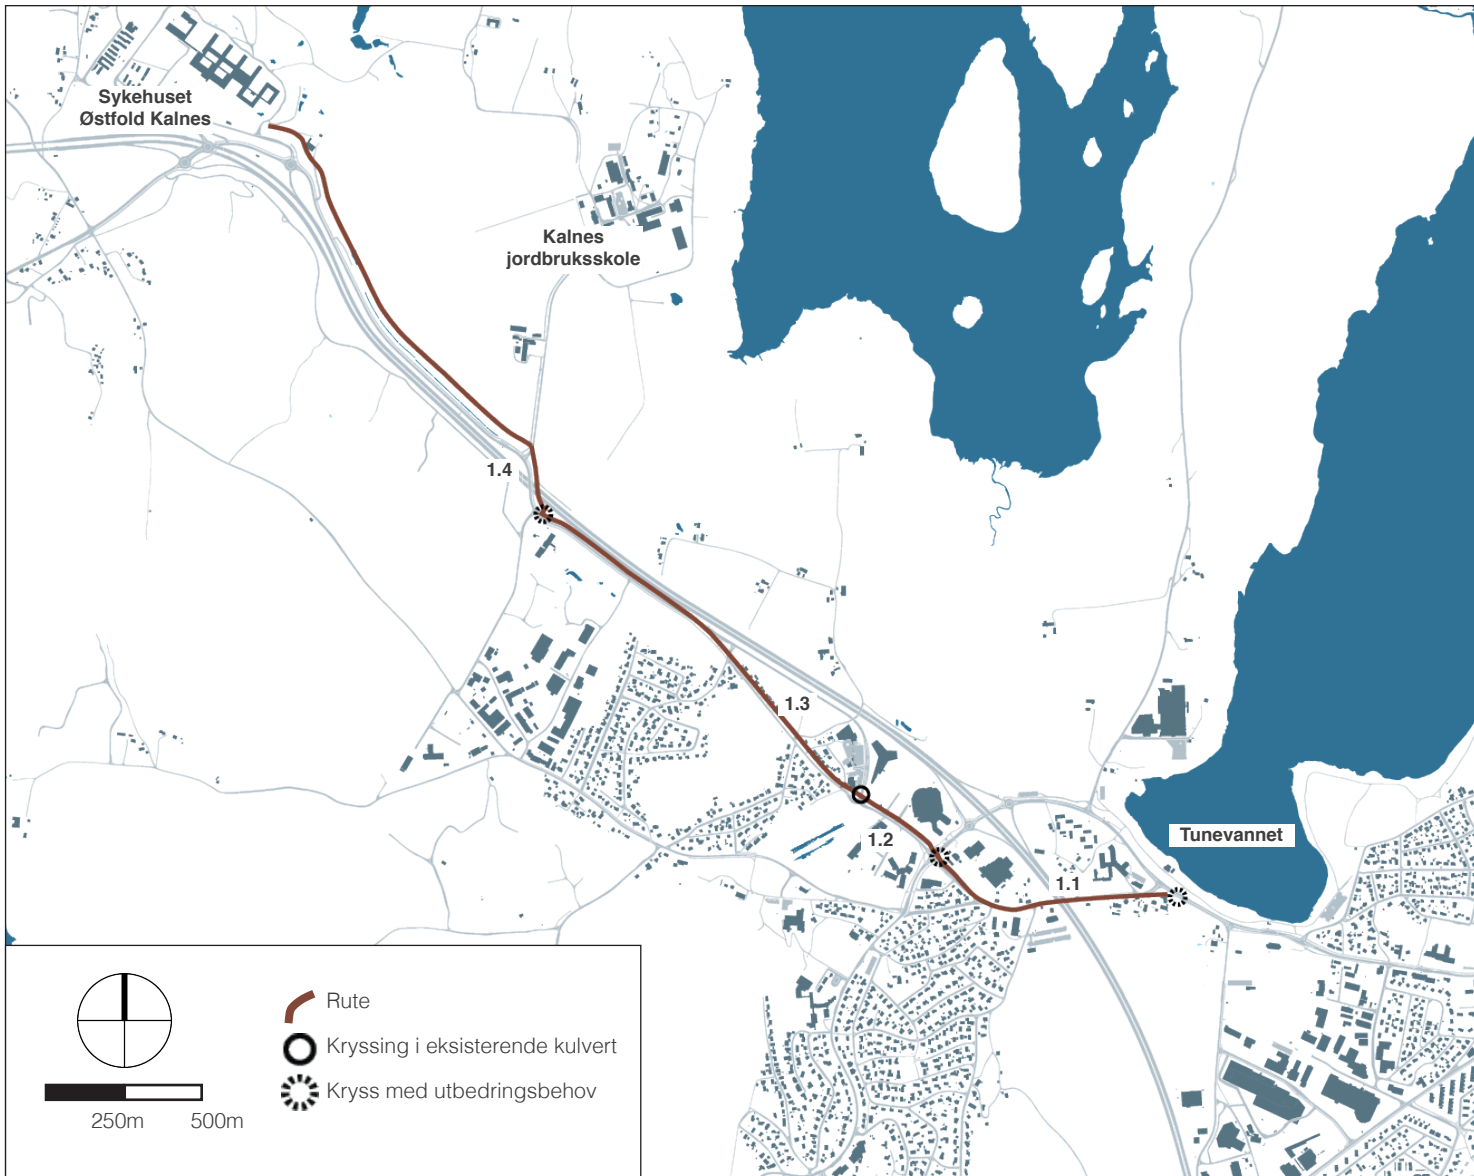 Sykehuset
Østfold Kalnes
Kalnes
jordbruksskole
1.4
1.3
1.2
1.1
Tunevannet
Rute
Kryssing i eksisterende kulvert
Kryss med utbedringsbehov
250m 500m